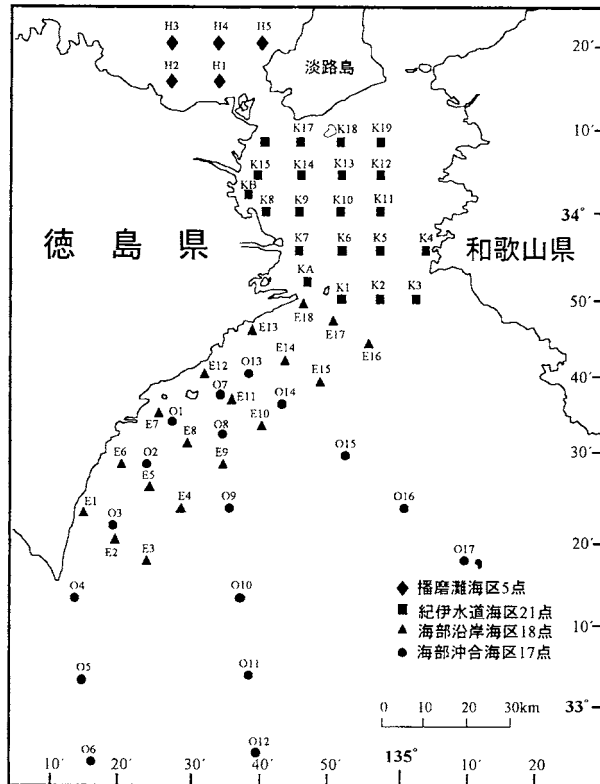 H3 H4 H5
20′
淡路島
H2 H1
K17 K18 K19
10′
K15 K14 K13 K12
KB
K8 K9 K10 K11
34°
徳島県
K7 K6 K5 K4
和歌山県
KA
K1 K2 K3
50′
E18
E13 E17
E14 E16
E12 O13 E15
40′
O7
E11 O14
O1
E7 E8 O8 E10
O15
30′
E6 O2 E9
E5
E1 E4 O9 O16
O3
20′
E2 E3
O17
播磨灘海区5点
O4 O10
紀伊水道海区21点
海部沿岸海区18点
10′
海部沖合海区17点
O5 O11
33°
0 10 20 30km
O6 O12
10′ 20′ 30′ 40′ 50′ 135° 10′ 20